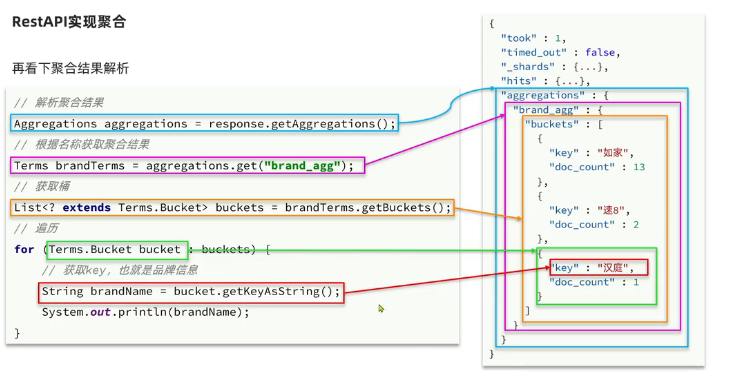 RestAPI实现聚合
再看下聚合结果解析
// 解析聚合结果
Aggregations aggregations = response.getAggregations();
// 根据名称获取聚合结果
Terms brandTerms = aggregations.get("brand_agg");
// 获取桶
List<? extends Terms.Bucket> buckets = brandTerms.getBuckets();
// 遍历
for (Terms.Bucket bucket : buckets) {
// 获取key，也就是品牌信息
String brandName = bucket.getKeyAsString();
System.out.println(brandName);
}
{
"took" : 1,
"timed_out" : false,
"_shards" : {...},
"hits" : {...},
"aggregations" : {
"brand_agg" : {
"buckets" : [
{
"key" : "如家",
"doc_count" : 13
},
{
"key" : "速8",
"doc_count" : 2
},
{
"key" : "汉庭",
"doc_count" : 1
}
]
}
}
}